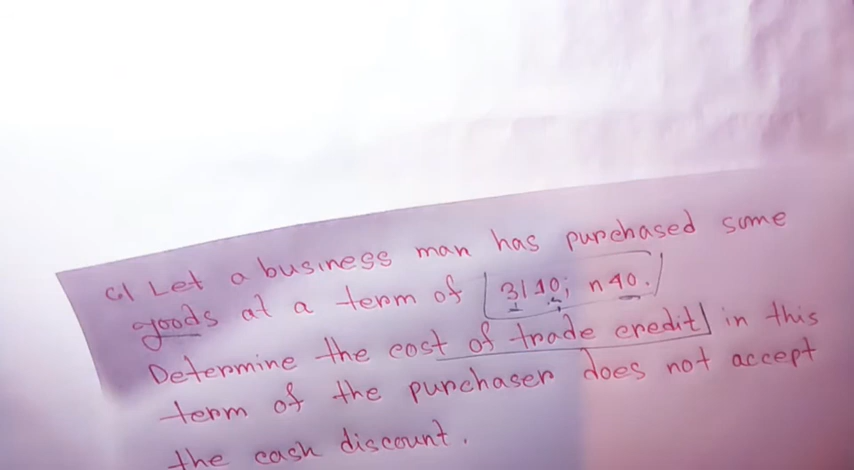 Q1 Let a business man has purchased some
goods at a term of 3/10; n40.
Determine the cost of trade credit in this
term of the purchaser does not accept
the cash discount.